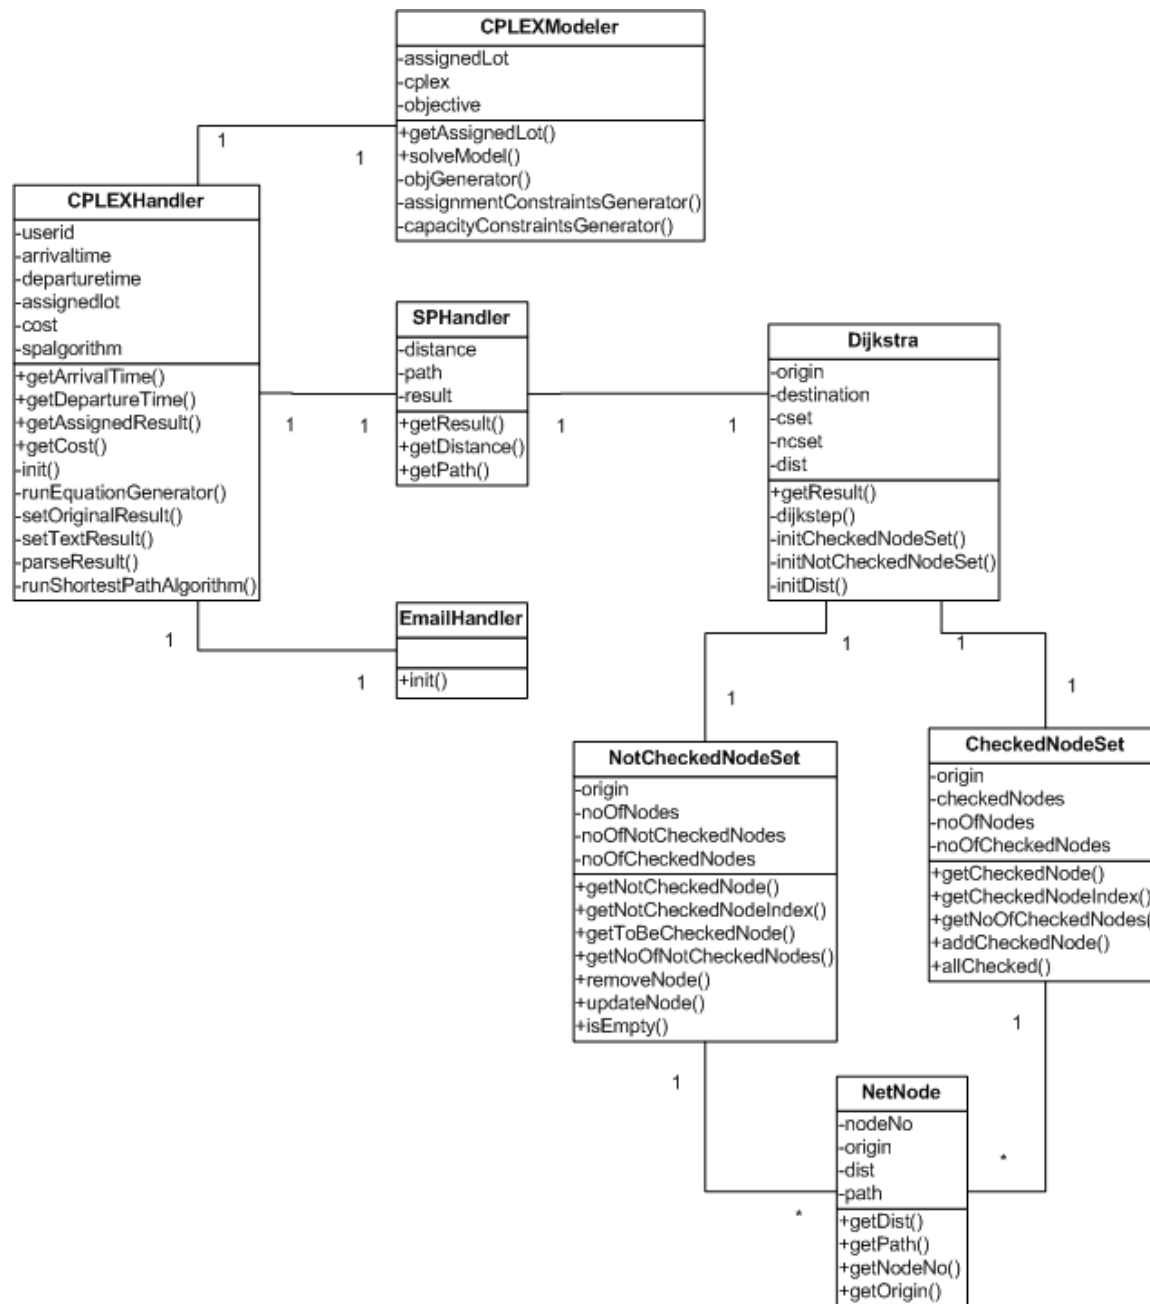 CPLEXModeler
-assignedLot
-cplex
-objective
+getAssignedLot()
+solveModel()
-objGenerator()
-assignmentConstraintsGenerator()
-capacityConstraintsGenerator()
1
1
CPLEXHandler
-userid
-arrivaltime
-departuretime
-assignedlot
-cost
-spalgorithm
+getArrivalTime()
+getDepartureTime()
+getAssignedResult()
+getCost()
-init()
-runEquationGenerator()
-setOriginalResult()
-setTextResult()
-parseResult()
-runShortestPathAlgorithm()
1
1
SPHandler
-distance
-path
-result
+getResult()
+getDistance()
+getPath()
1
1
Dijkstra
-origin
-destination
-cset
-ncset
-dist
+getResult()
-dijkstep()
-initCheckedNodeSet()
-initNotCheckedNodeSet()
-initDist()
1
1
EmailHandler
+init()
1
1
1
1
NotCheckedNodeSet
-origin
-noOfNodes
-noOfNotCheckedNodes
-noOfCheckedNodes
+getNotCheckedNode()
+getNotCheckedNodeIndex()
+getToBeCheckedNode()
+getNoOfNotCheckedNodes()
+removeNode()
+updateNode()
+isEmpty()
CheckedNodeSet
-origin
-checkedNodes
-noOfNodes
-noOfCheckedNodes
+getCheckedNode()
+getCheckedNodeIndex()
+getNoOfCheckedNodes(
+addCheckedNode()
+allChecked()
1
1
NetNode
-nodeNo
-origin
-dist
-path
+getDist()
+getPath()
+getNodeNo()
+getOrigin()
*
*